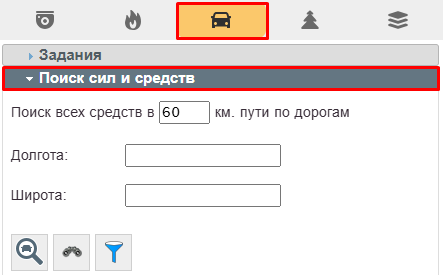 Задания
Поиск сил и средств
Поиск всех средств в 60 км. пути по дорогам
Долгота:
Широта: